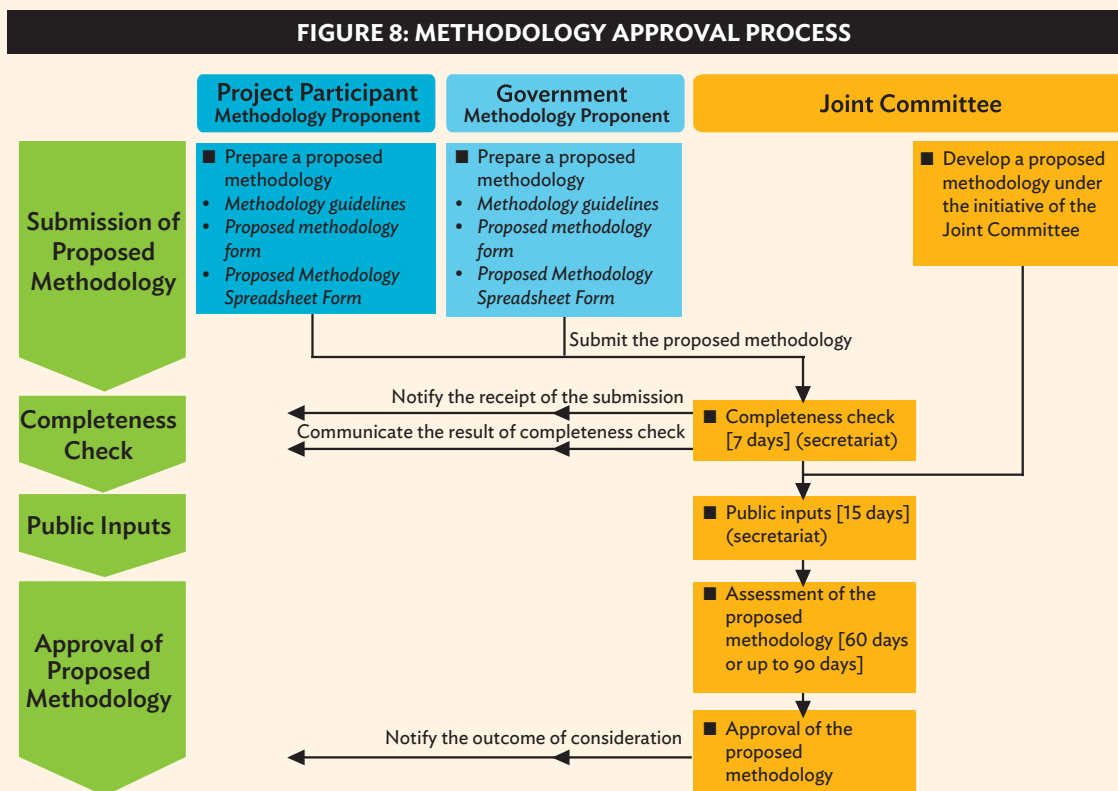 FIGURE 8: METHODOLOGY APPROVAL PROCESS
Project Participant
Methodology Proponent
Government
Methodology Proponent
Joint Committee
Submission of
Proposed
Methodology
■ Prepare a proposed
methodology
• Methodology guidelines
• Proposed methodology
form
• Proposed Methodology
Spreadsheet Form
■ Prepare a proposed
methodology
• Methodology guidelines
• Proposed methodology
form
• Proposed Methodology
Spreadsheet Form
■ Develop a proposed
methodology under
the initiative of the
Joint Committee
Submit the proposed methodology
Completeness
Check
Notify the receipt of the submission
Communicate the result of completeness check
■ Completeness check
[7 days] (secretariat)
Public Inputs
■ Public inputs [15 days]
(secretariat)
Approval of
Proposed
Methodology
■ Assessment of the
proposed
methodology [60 days
or up to 90 days]
Notify the outcome of consideration
■ Approval of the
proposed
methodology